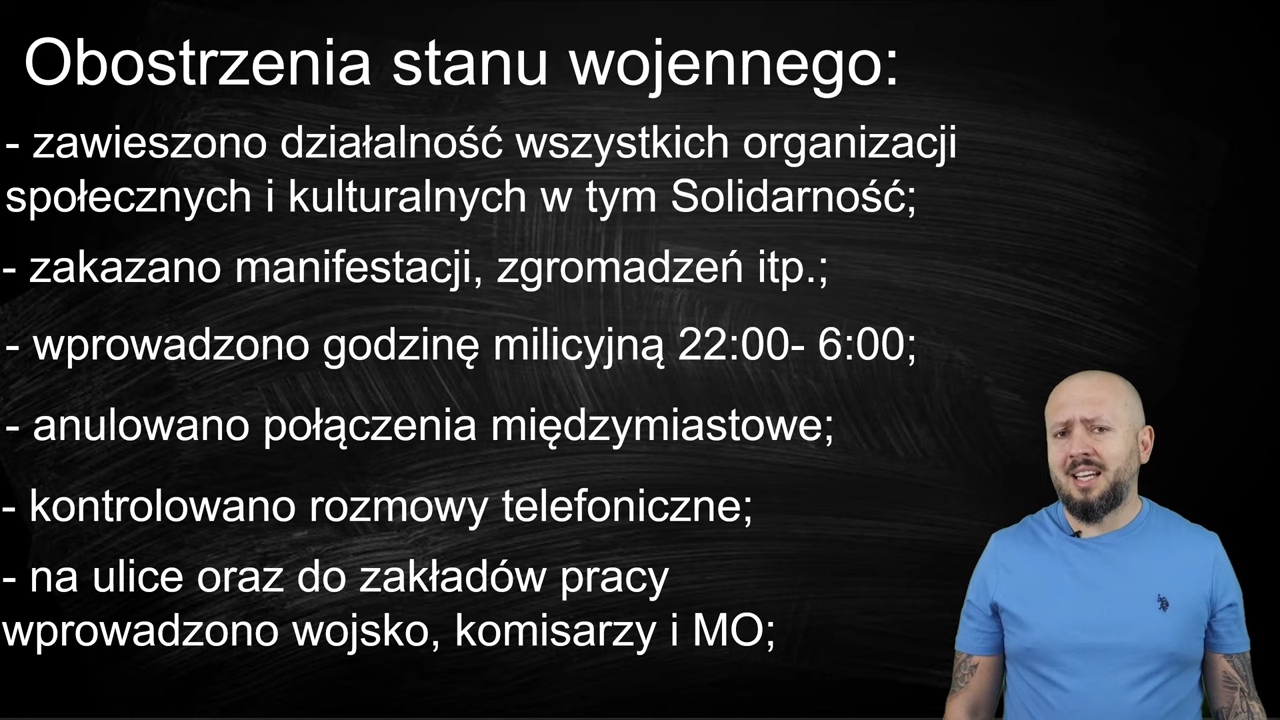 Obostrzenia stanu wojennego:
- zawieszono działalność wszystkich organizacji
społecznych i kulturalnych w tym Solidarność;
- zakazano manifestacji, zgromadzeń itp.;
- wprowadzono godzinę milicyjną 22:00- 6:00;
- anulowano połączenia międzymiastowe;
- kontrolowano rozmowy telefoniczne;
- na ulice oraz do zakładów pracy
wprowadzono wojsko, komisarzy i MO;